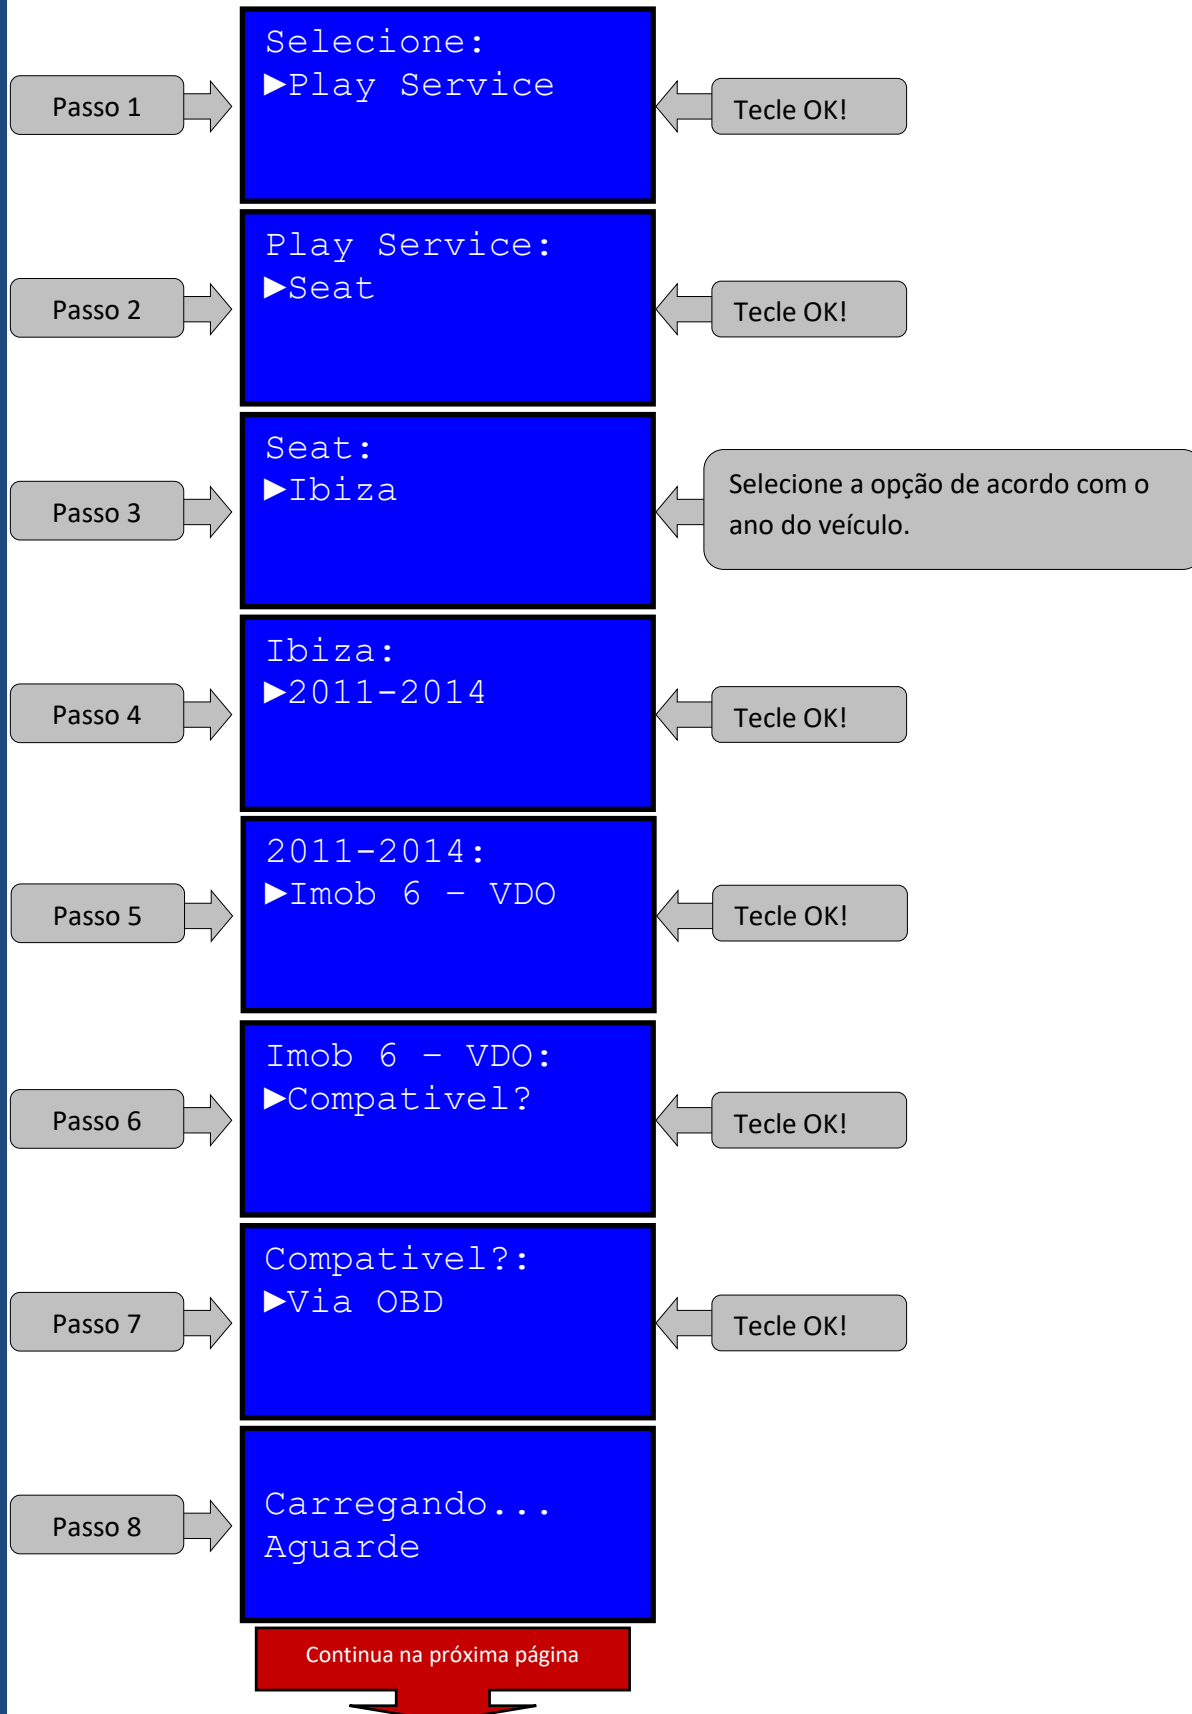 Selecione:
►Play Service
Passo 1
Tecle OK!
Play Service:
►Seat
Passo 2
Tecle OK!
Seat:
►Ibiza
Passo 3
Selecione a opção de acordo com o
ano do veículo.
Ibiza:
►2011-2014
Passo 4
Tecle OK!
2011-2014:
►Imob 6 – VDO
Passo 5
Tecle OK!
Imob 6 – VDO:
►Compativel?
Passo 6
Tecle OK!
Compativel?:
►Via OBD
Passo 7
Tecle OK!
Carregando...
Aguarde
Passo 8
Continua na próxima página